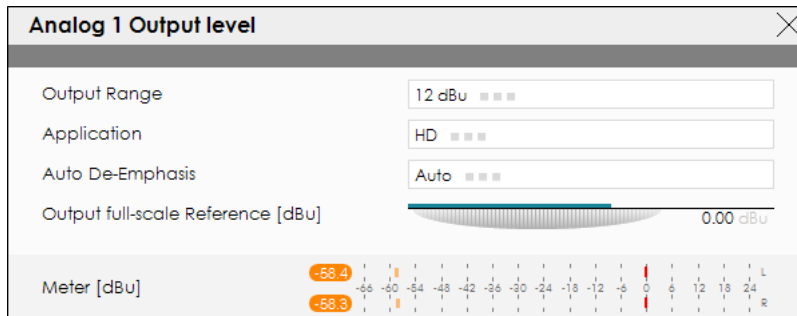 Analog 1 Output level
Output Range 12 dBu
Application HD
Auto De-Emphasis Auto
Output full-scale Reference [dBu] 0.00 dBu
-58.4 L
Meter [dBu] -66 -60 -54 -48 -42 -36 -30 -24 -18 -12 -6 0 6 12 18 24
-58.3 R